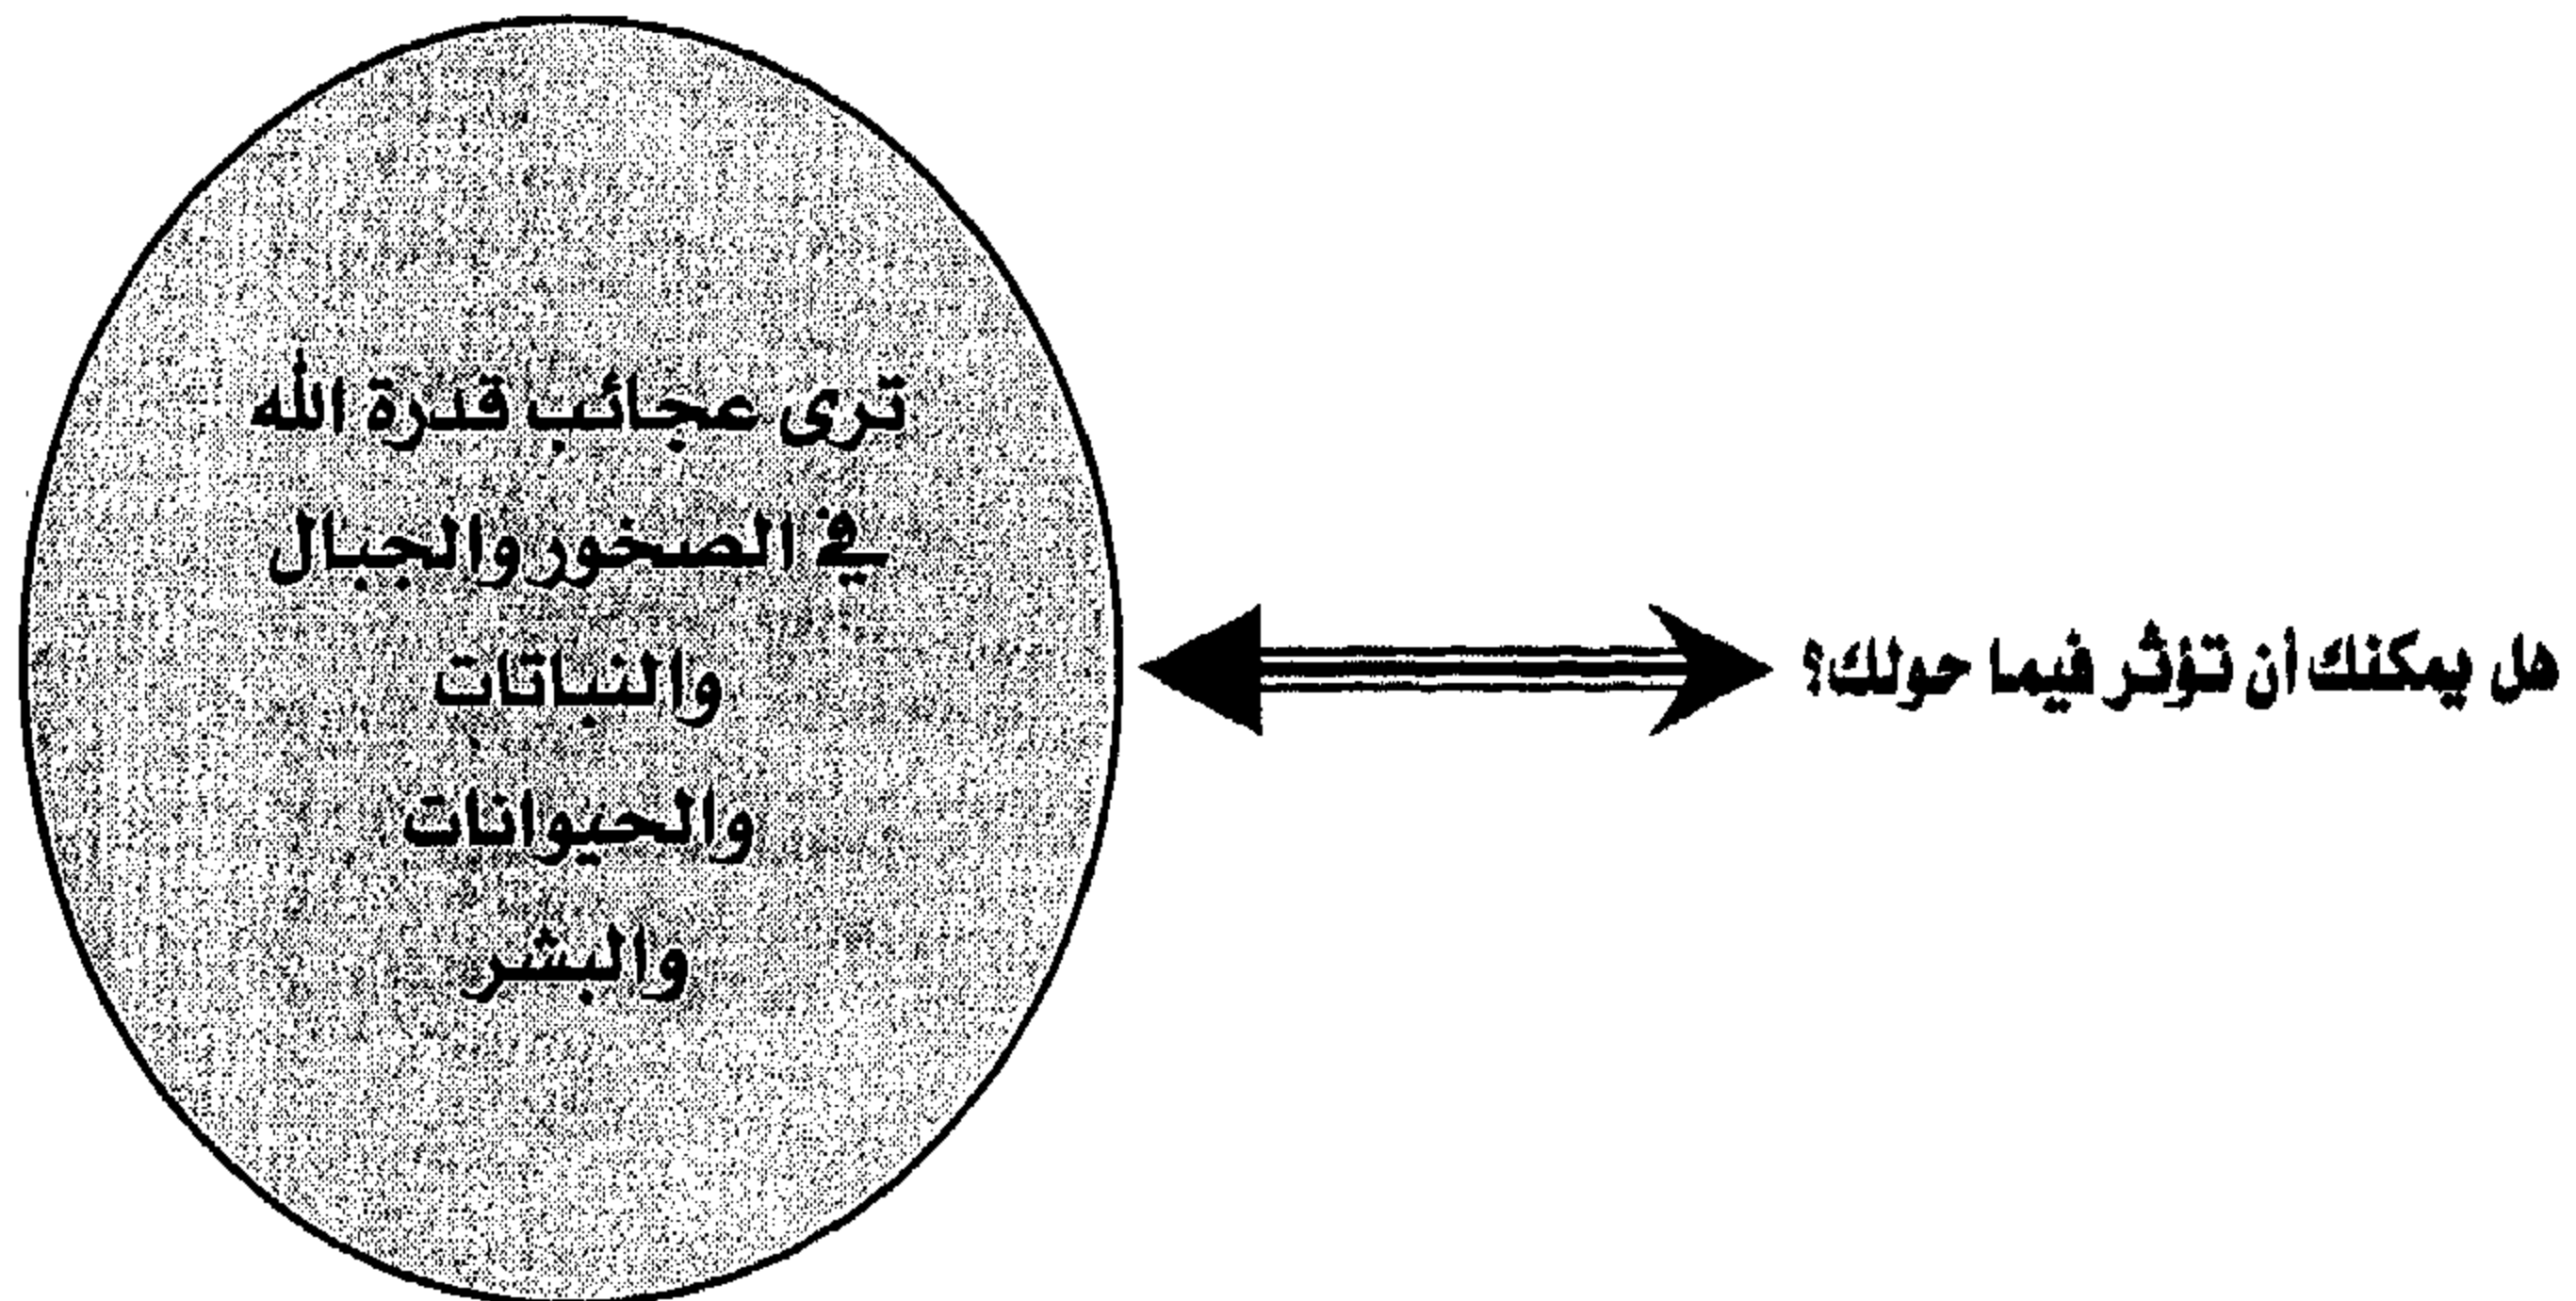 هل يمكنك أن تؤثر فيما حولك؟
ترى عجائب قدرة الله
في الصخور والجبال
والنباتات
والحيوانات
والبشر